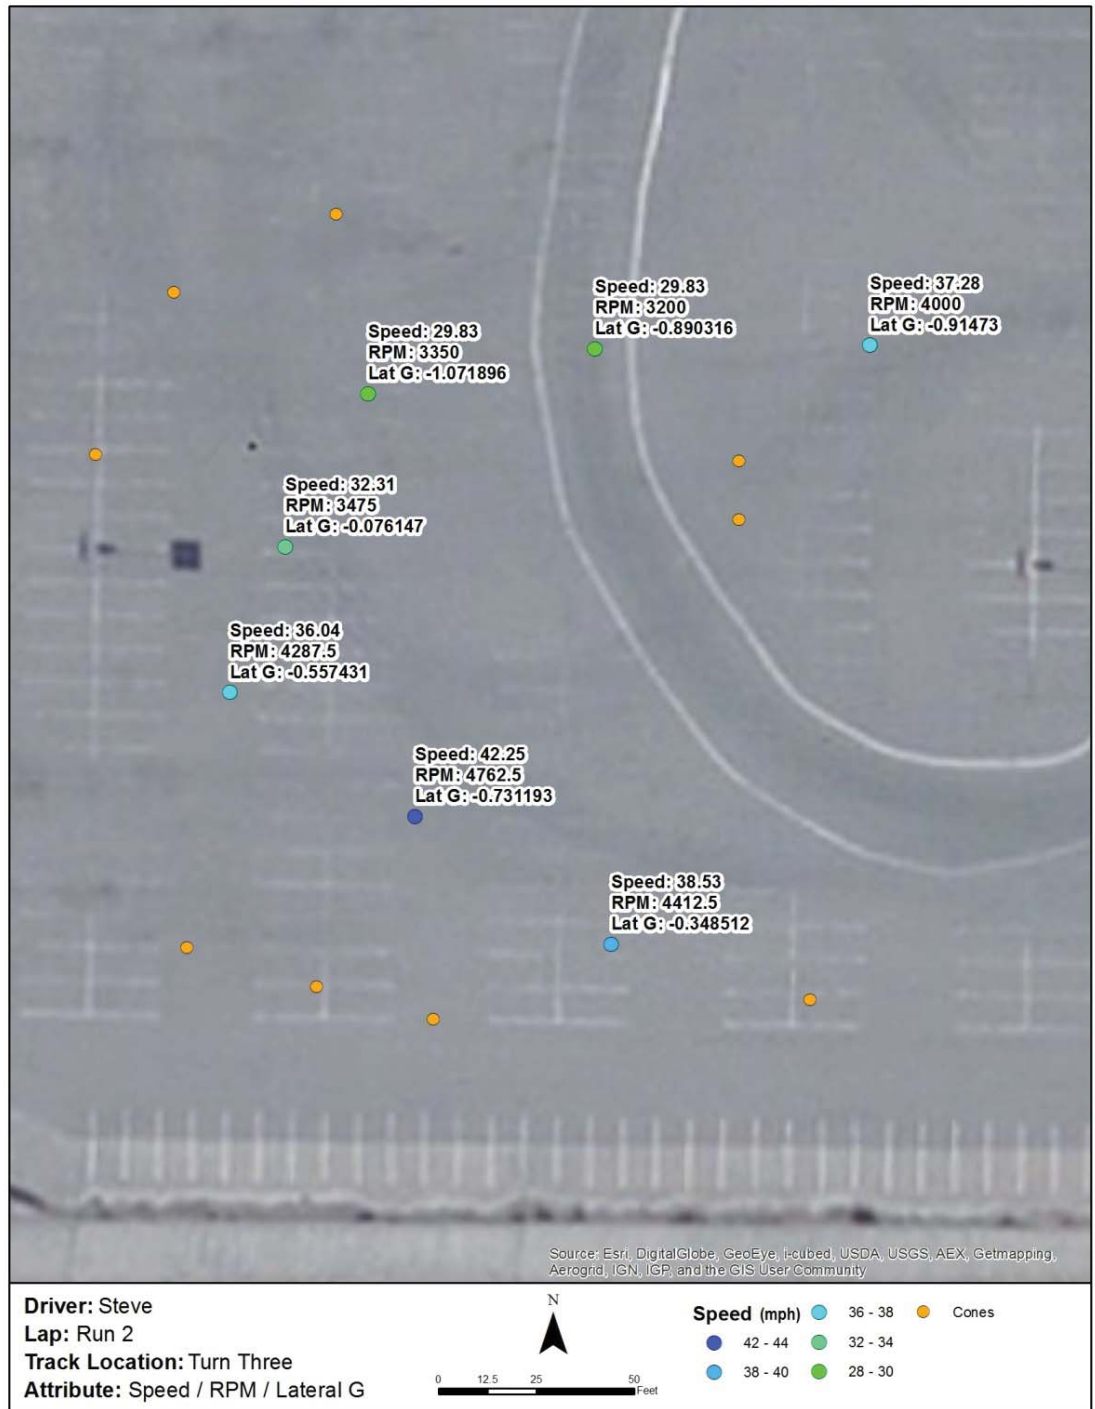 Speed: 37.28
RPM: 4000
Lat G: -0.91473
Speed: 29.83
RPM: 3200
Lat G: -0.890316
Speed: 29.83
RPM: 3350
Lat G: -1.071896
Speed: 32.31
RPM: 3475
Lat G: -0.076147
Speed: 36.04
RPM: 4287.5
Lat G: -0.557431
Speed: 42.25
RPM: 4762.5
Lat G: -0.731193
Speed: 38.53
RPM: 4412.5
Lat G: -0.348512
Source: Esri, DigitalGlobe, GeoEye, i-cubed, USDA, USGS, AEX, Getmapping,
Aerogrid, IGN, IGP, and the GIS User Community
Driver: Steve
Lap: Run 2
Track Location: Turn Three
Attribute: Speed / RPM / Lateral G
N
0 12.5 25 50
Feet
Speed (mph)
42 - 44
38 - 40
36 - 38
32 - 34
28 - 30
Cones